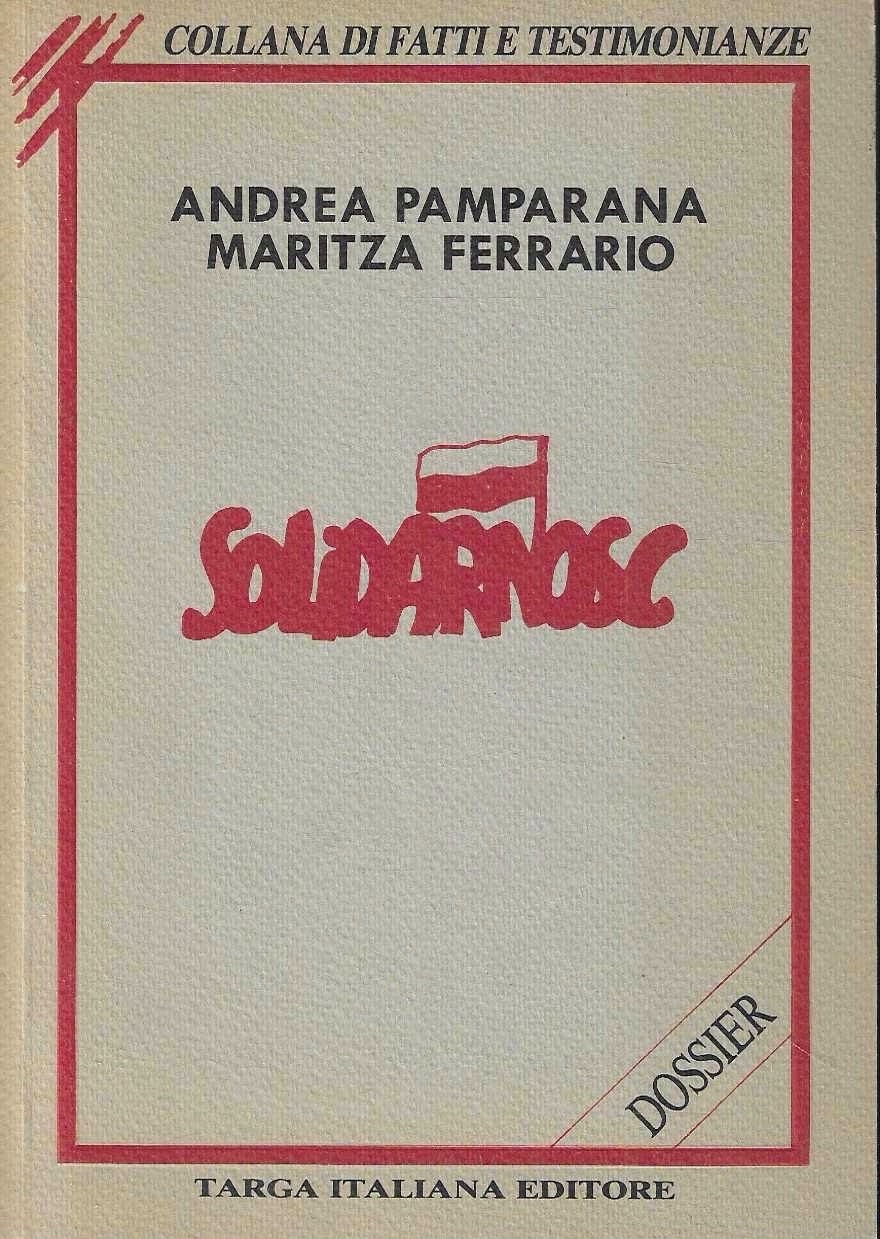 COLLANA DI FATTI E TESTIMONIANZE
ANDREA PAMPARANA
MARITZA FERRARIO
SOLIDARNOSC
DOSSIER
TARGA ITALIANA EDITORE